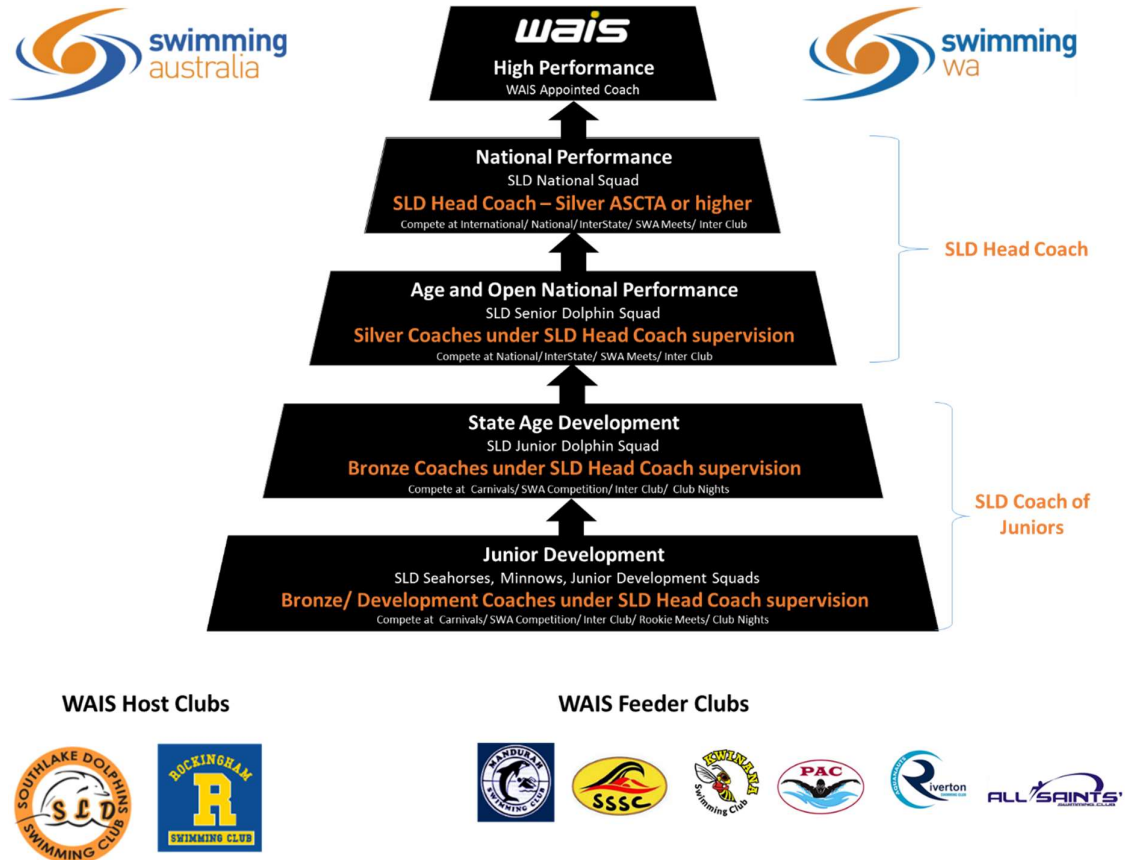 swimming
australia
wais
High Performance
WAIS Appointed Coach
swimming
wa
National Performance
SLD National Squad
SLD Head Coach – Silver ASCTA or higher
Compete at International/ National/InterState/ SWA Meets/ Inter Club
SLD Head Coach
Age and Open National Performance
SLD Senior Dolphin Squad
Silver Coaches under SLD Head Coach supervision
Compete at National/InterState/ SWA Meets/ Inter Club
State Age Development
SLD Junior Dolphin Squad
Bronze Coaches under SLD Head Coach supervision
Compete at Carnivals/ SWA Competition/ Inter Club/ Club Nights
SLD Coach of
Juniors
Junior Development
SLD Seahorses, Minnows, Junior Development Squads
Bronze/ Development Coaches under SLD Head Coach supervision
Compete at Carnivals/ SWA Competition/ Inter Club/ Rookie Meets/ Club Nights
WAIS Host Clubs
WAIS Feeder Clubs
SOUTHLAKE DOLPHINS
SLD
SWIMMING CLUB
ROCKINGHAM
R
SWIMMING CLUB
MANDURAH
SWIMMING CLUB
SSSC
KWINANA
Swimming Club
PAC
Riverton
ALL SAINTS'
SWIMMING CLUB